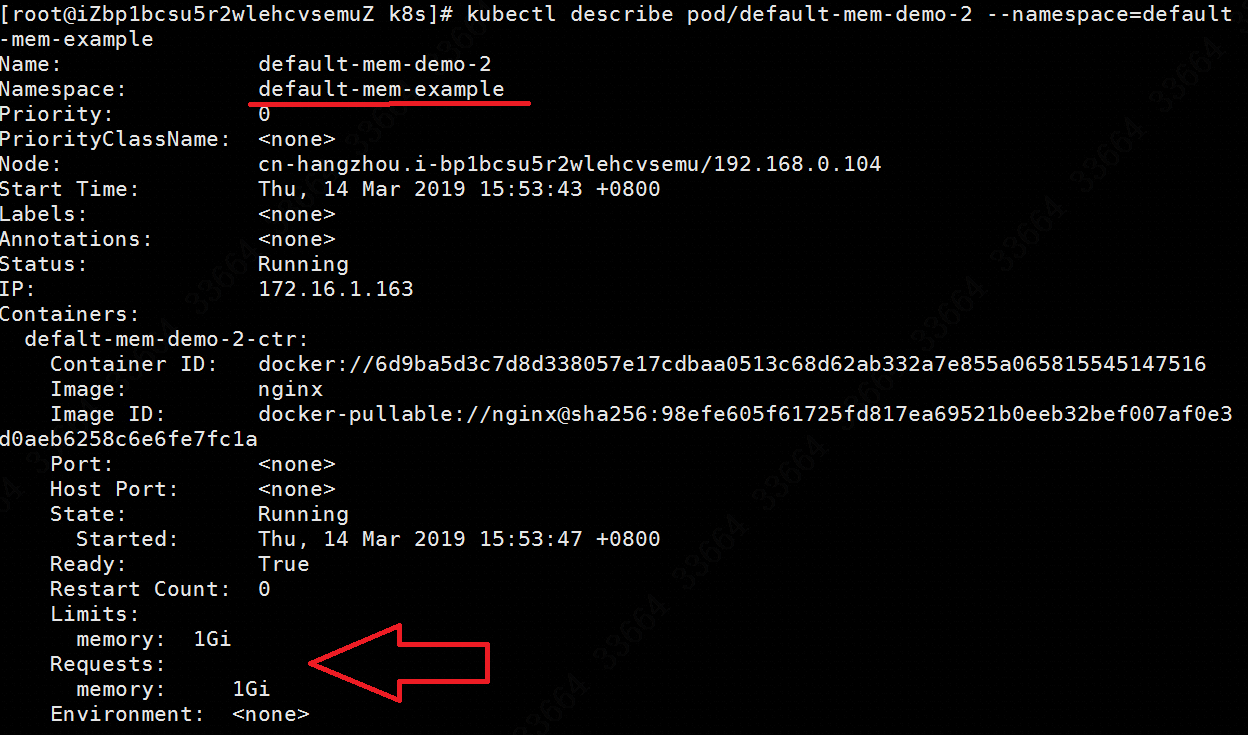 [root@iZbp1bcsu5r2wlehcvsemuZ k8s]# kubectl describe pod/default-mem-demo-2 --namespace=default
-mem-example
Name:               default-mem-demo-2
Namespace:          default-mem-example
Priority:           0
PriorityClassName:  <none>
Node:               cn-hangzhou.i-bp1bcsu5r2wlehcvsemu/192.168.0.104
Start Time:         Thu, 14 Mar 2019 15:53:43 +0800
Labels:             <none>
Annotations:        <none>
Status:             Running
IP:                 172.16.1.163
Containers:
  defalt-mem-demo-2-ctr:
    Container ID:   docker://6d9ba5d3c7d8d338057e17cdbaa0513c68d62ab332a7e855a065815545147516
    Image:          nginx
    Image ID:       docker-pullable://nginx@sha256:98efe605f61725fd817ea69521b0eeb32bef007af0e3
d0aeb6258c6e6fe7fc1a
    Port:           <none>
    Host Port:      <none>
    State:          Running
      Started:      Thu, 14 Mar 2019 15:53:47 +0800
    Ready:          True
    Restart Count:  0
    Limits:
      memory:  1Gi
    Requests:
      memory:     1Gi
    Environment:  <none>